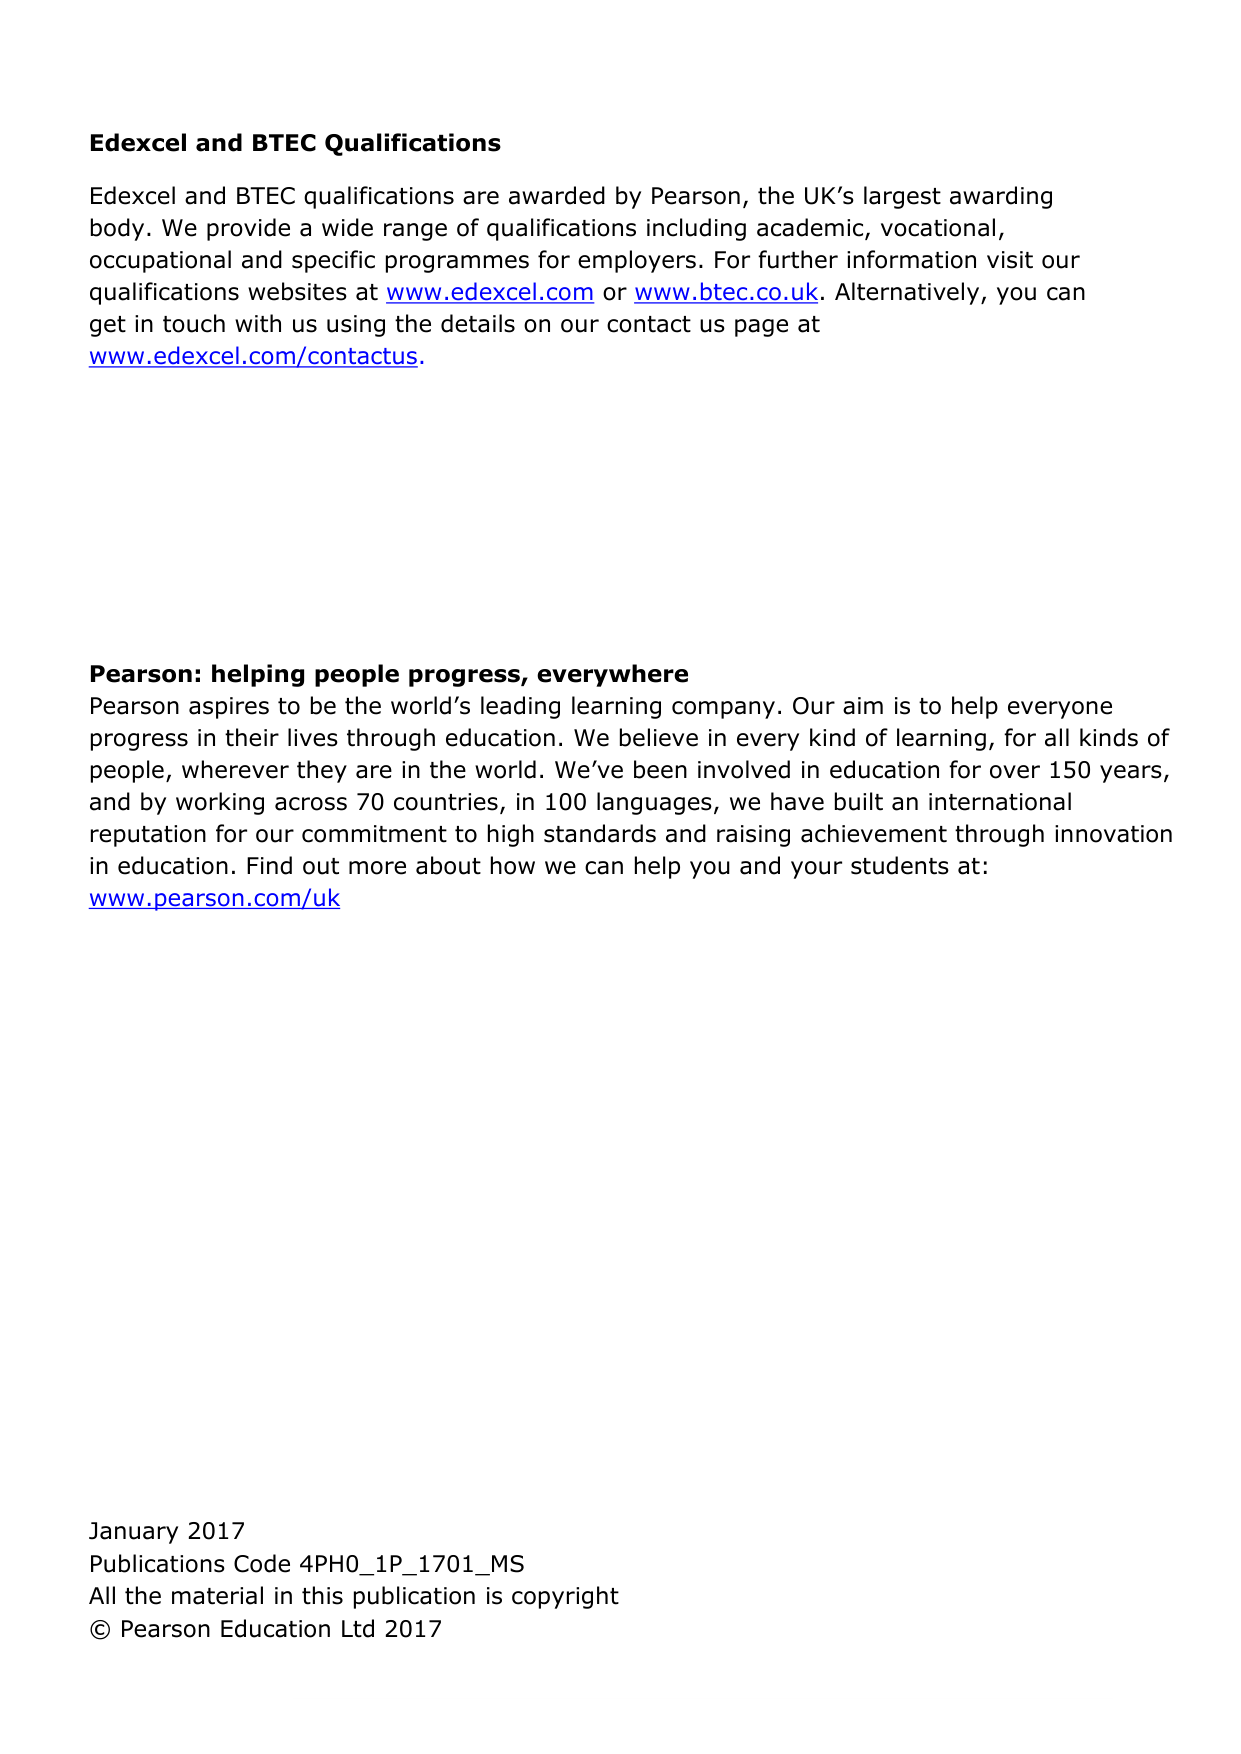 Edexcel and BTEC Qualifications
Edexcel and BTEC qualifications are awarded by Pearson, the UK’s largest awarding
body. We provide a wide range of qualifications including academic, vocational,
occupational and specific programmes for employers. For further information visit our
qualifications websites at www.edexcel.com or www.btec.co.uk. Alternatively, you can
get in touch with us using the details on our contact us page at
www.edexcel.com/contactus.
Pearson: helping people progress, everywhere
Pearson aspires to be the world’s leading learning company. Our aim is to help everyone
progress in their lives through education. We believe in every kind of learning, for all kinds of
people, wherever they are in the world. We’ve been involved in education for over 150 years,
and by working across 70 countries, in 100 languages, we have built an international
reputation for our commitment to high standards and raising achievement through innovation
in education. Find out more about how we can help you and your students at:
www.pearson.com/uk
January 2017
Publications Code 4PH0_1P_1701_MS
All the material in this publication is copyright
© Pearson Education Ltd 2017